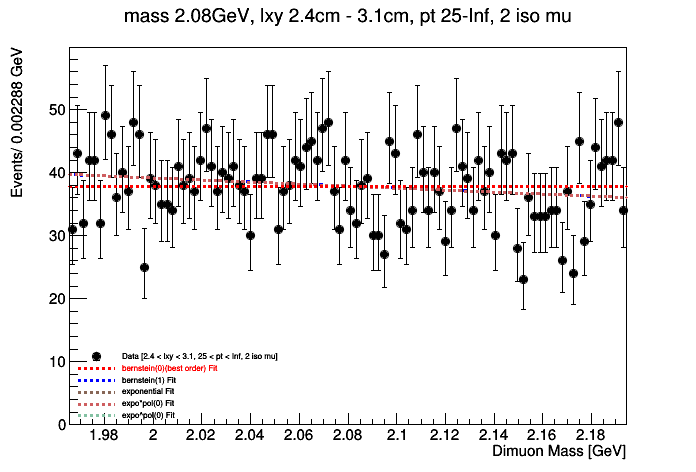 mass 2.08GeV, lxy 2.4cm - 3.1cm, pt 25-Inf, 2 iso mu
Events/ 0.002288 GeV
50
40
30
20
10
0
Data [2.4 < lxy < 3.1, 25 < pt < Inf, 2 iso mu]
bernstein(0)(best order) Fit
bernstein(1) Fit
exponential Fit
expo*pol(0) Fit
expo^pol(0) Fit
1.98 2 2.02 2.04 2.06 2.08 2.1 2.12 2.14 2.16 2.18
Dimuon Mass [GeV]